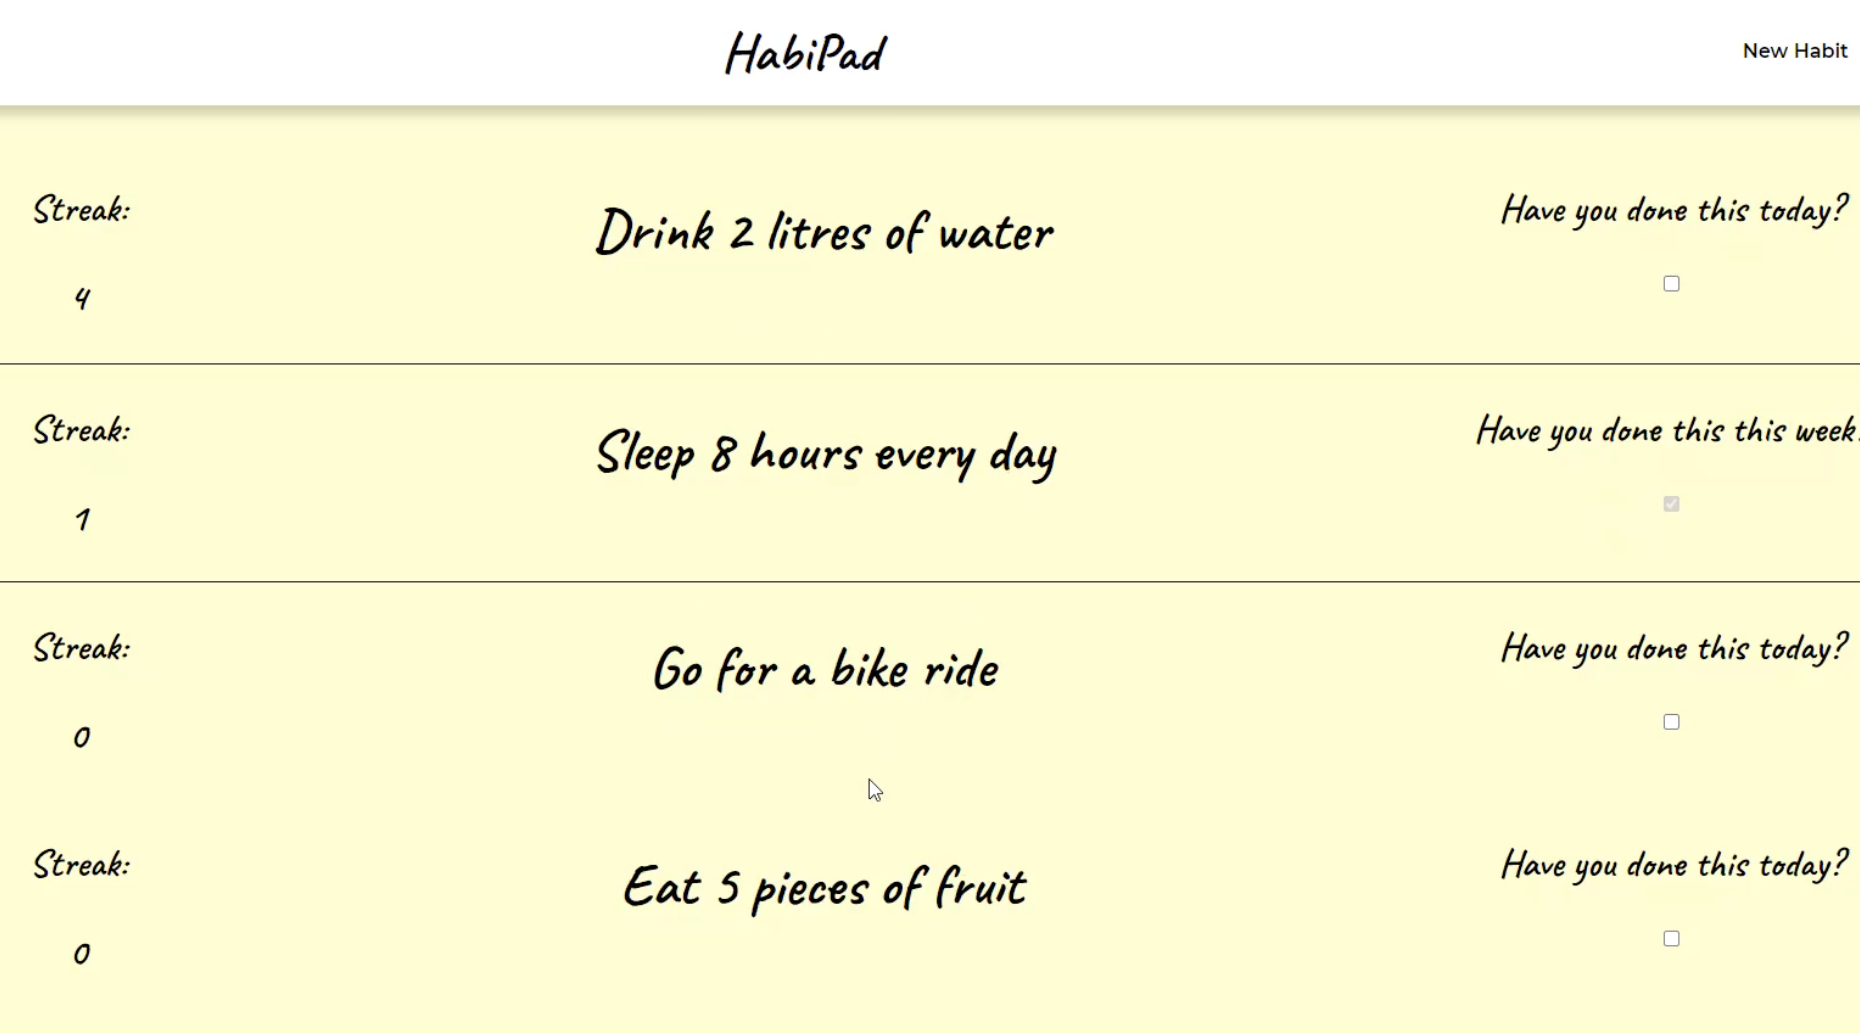 HabiPad
New Habit
Streak:
Drink 2 litres of water
Have you done this today?
4
Streak:
Sleep 8 hours every day
Have you done this this week
1
Streak:
Go for a bike ride
Have you done this today?
0
Streak:
Eat 5 pieces of fruit
Have you done this today?
0